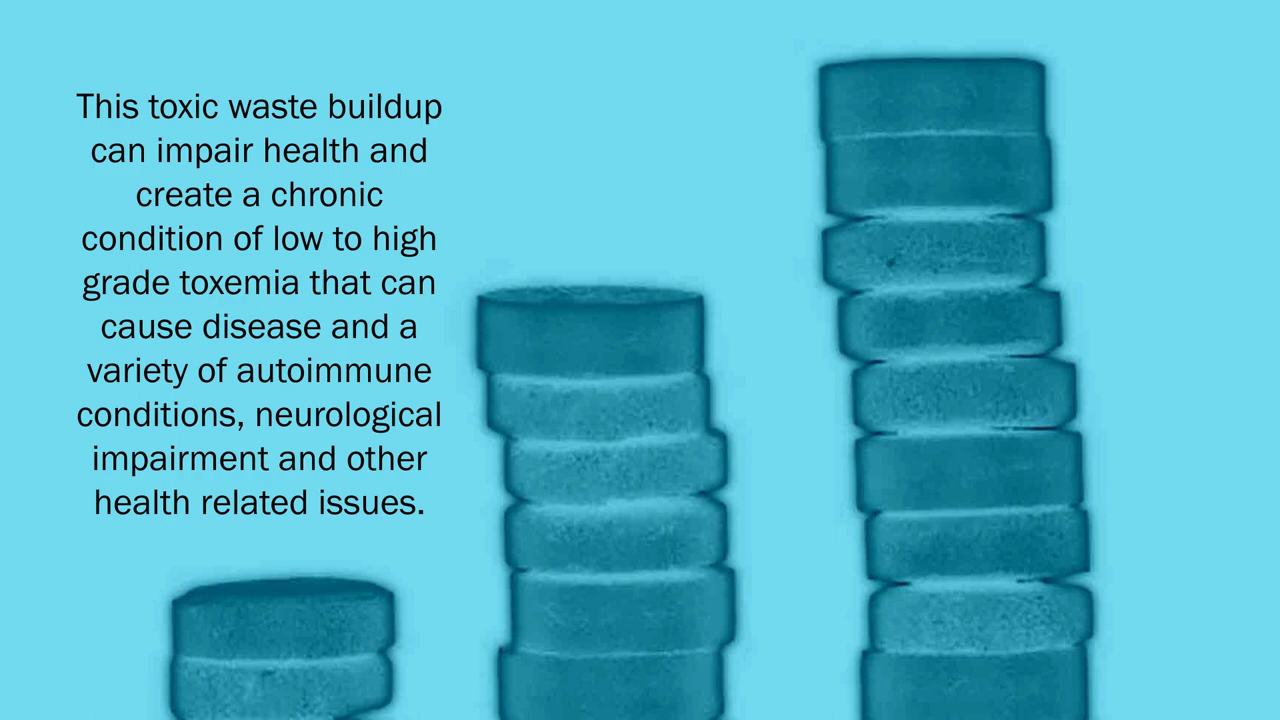 This toxic waste buildup
can impair health and
create a chronic
condition of low to high
grade toxemia that can
cause disease and a
variety of autoimmune
conditions, neurological
impairment and other
health related issues.